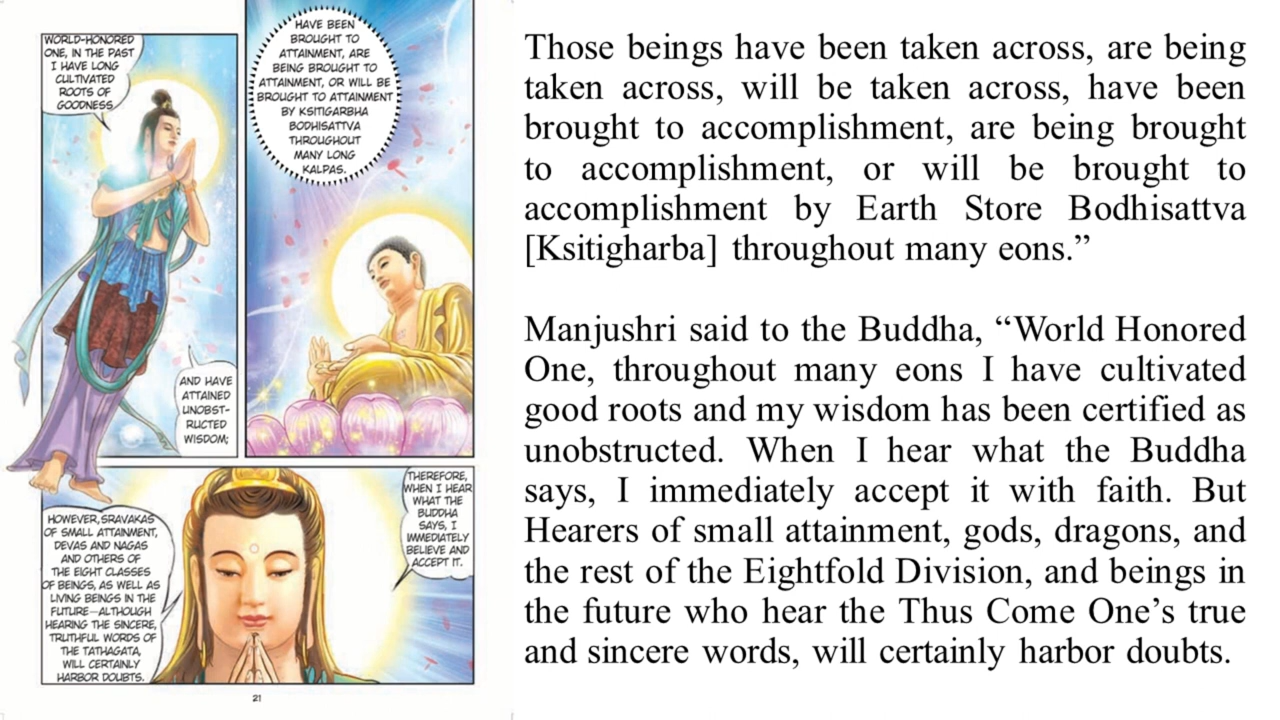 WORLD-HONORED
ONE, IN THE PAST
I HAVE LONG
CULTIVATED
ROOTS OF
GOODNESS
AND HAVE
ATTAINED
UNOBST-
RUCTED
WISDOM;
HAVE BEEN
BROUGHT TO
ATTAINMENT, ARE
BEING BROUGHT TO
ATTAINMENT, OR WILL BE
BROUGHT TO ATTAINMENT
BY KSITIGARBHA
BODHISATTVA
THROUGHOUT
MANY LONG
KALPAS.
THEREFORE,
WHEN I HEAR
WHAT THE
BUDDHA
SAYS, I
IMMEDIATELY
BELIEVE AND
ACCEPT IT.
HOWEVER, SRAVAKAS
OF SMALL ATTAINMENT,
DEVAS AND NAGAS
AND OTHERS OF
THE EIGHT CLASSES
OF BEINGS, AS WELL AS
LIVING BEINGS IN THE
FUTURE—ALTHOUGH
HEARING THE SINCERE,
TRUTHFUL WORDS OF
THE TATHAGATA,
WILL CERTAINLY
HARBOR DOUBTS.
21
Those beings have been taken across, are being
taken across, will be taken across, have been
brought to accomplishment, are being brought
to accomplishment, or will be brought to
accomplishment by Earth Store Bodhisattva
[Ksitigharba] throughout many eons.”
Manjushri said to the Buddha, “World Honored
One, throughout many eons I have cultivated
good roots and my wisdom has been certified as
unobstructed. When I hear what the Buddha
says, I immediately accept it with faith. But
Hearers of small attainment, gods, dragons, and
the rest of the Eightfold Division, and beings in
the future who hear the Thus Come One’s true
and sincere words, will certainly harbor doubts.